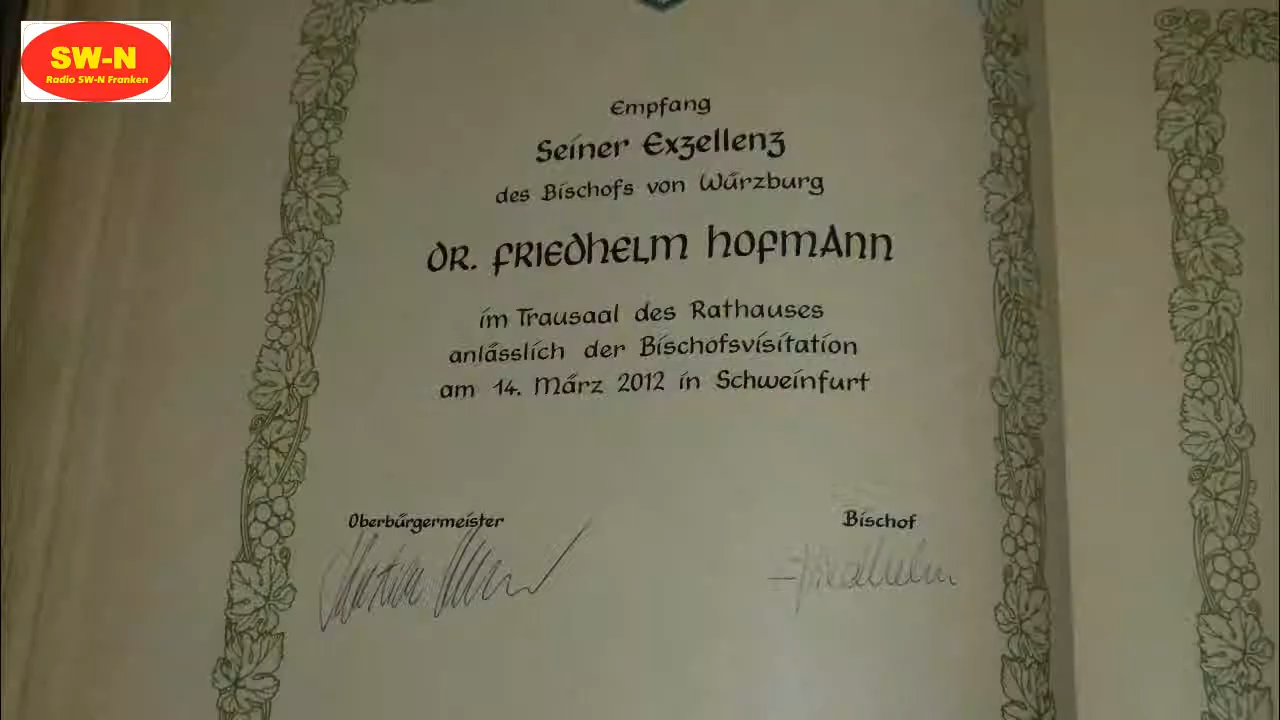 SW-N
Radio SW-N Franken
Empfang
Seiner Exzellenz
des Bischofs von Würzburg
DR. FRIEDHELM HOFMANN
im Trausaal des Rathauses
anlässlich der Bischofsvisitation
am 14. März 2012 in Schweinfurt
Oberbürgermeister
Bischof
Friedhelm